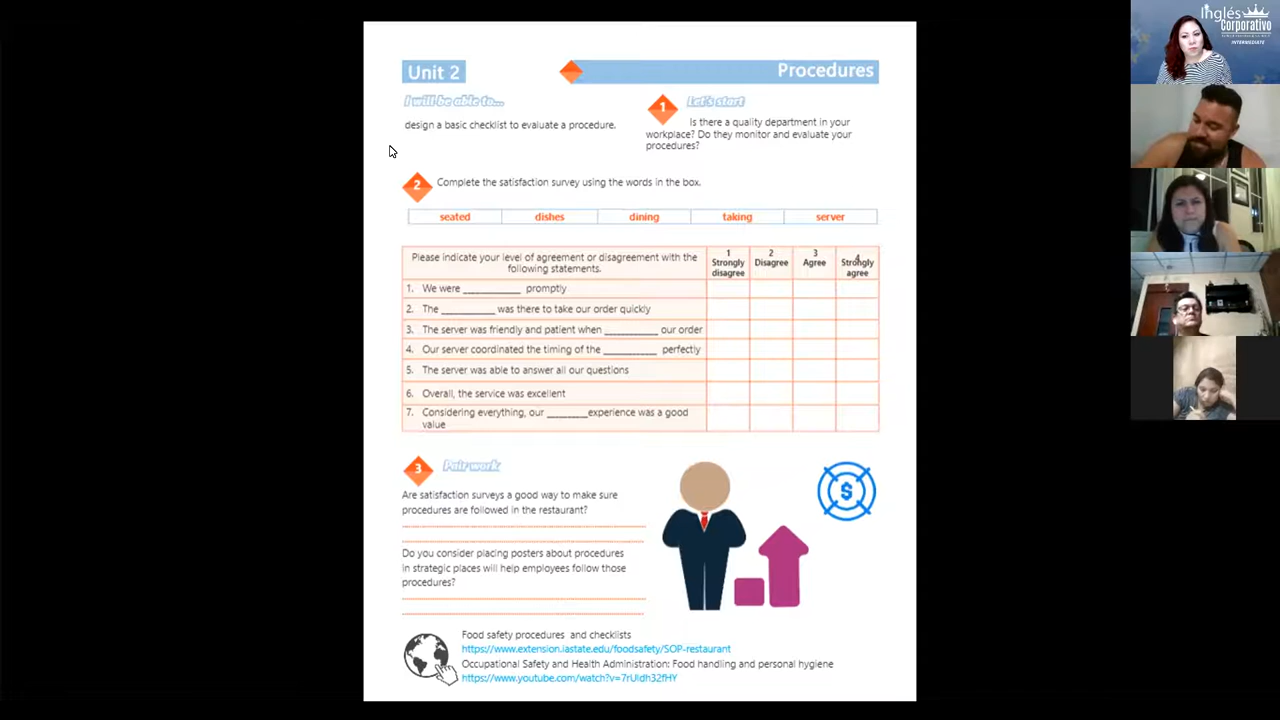 Unit 2
Procedures
I will be able to...
design a basic checklist to evaluate a procedure.
1
Let's start
Is there a quality department in your
workplace? Do they monitor and evaluate your
procedures?
2
Complete the satisfaction survey using the words in the box.
seated dishes dining taking server
Please indicate your level of agreement or disagreement with the
following statements.
1
Strongly
disagree
2
Disagree
3
Agree
4
Strongly
agree
1. We were ___________ promptly
2. The __________ was there to take our order quickly
3. The server was friendly and patient when __________ our order
4. Our server coordinated the timing of the __________ perfectly
5. The server was able to answer all our questions
6. Overall, the service was excellent
7. Considering everything, our ________experience was a good
value
3
Pair work
Are satisfaction surveys a good way to make sure
procedures are followed in the restaurant?
Do you consider placing posters about procedures
in strategic places will help employees follow those
procedures?
$
Food safety procedures and checklists
https://www.extension.iastate.edu/foodsafety/SOP-restaurant
Occupational Safety and Health Administration: Food handling and personal hygiene
https://www.youtube.com/watch?v=7rUIdh32fHY
Inglés
Corporativo
INTERMEDIATE